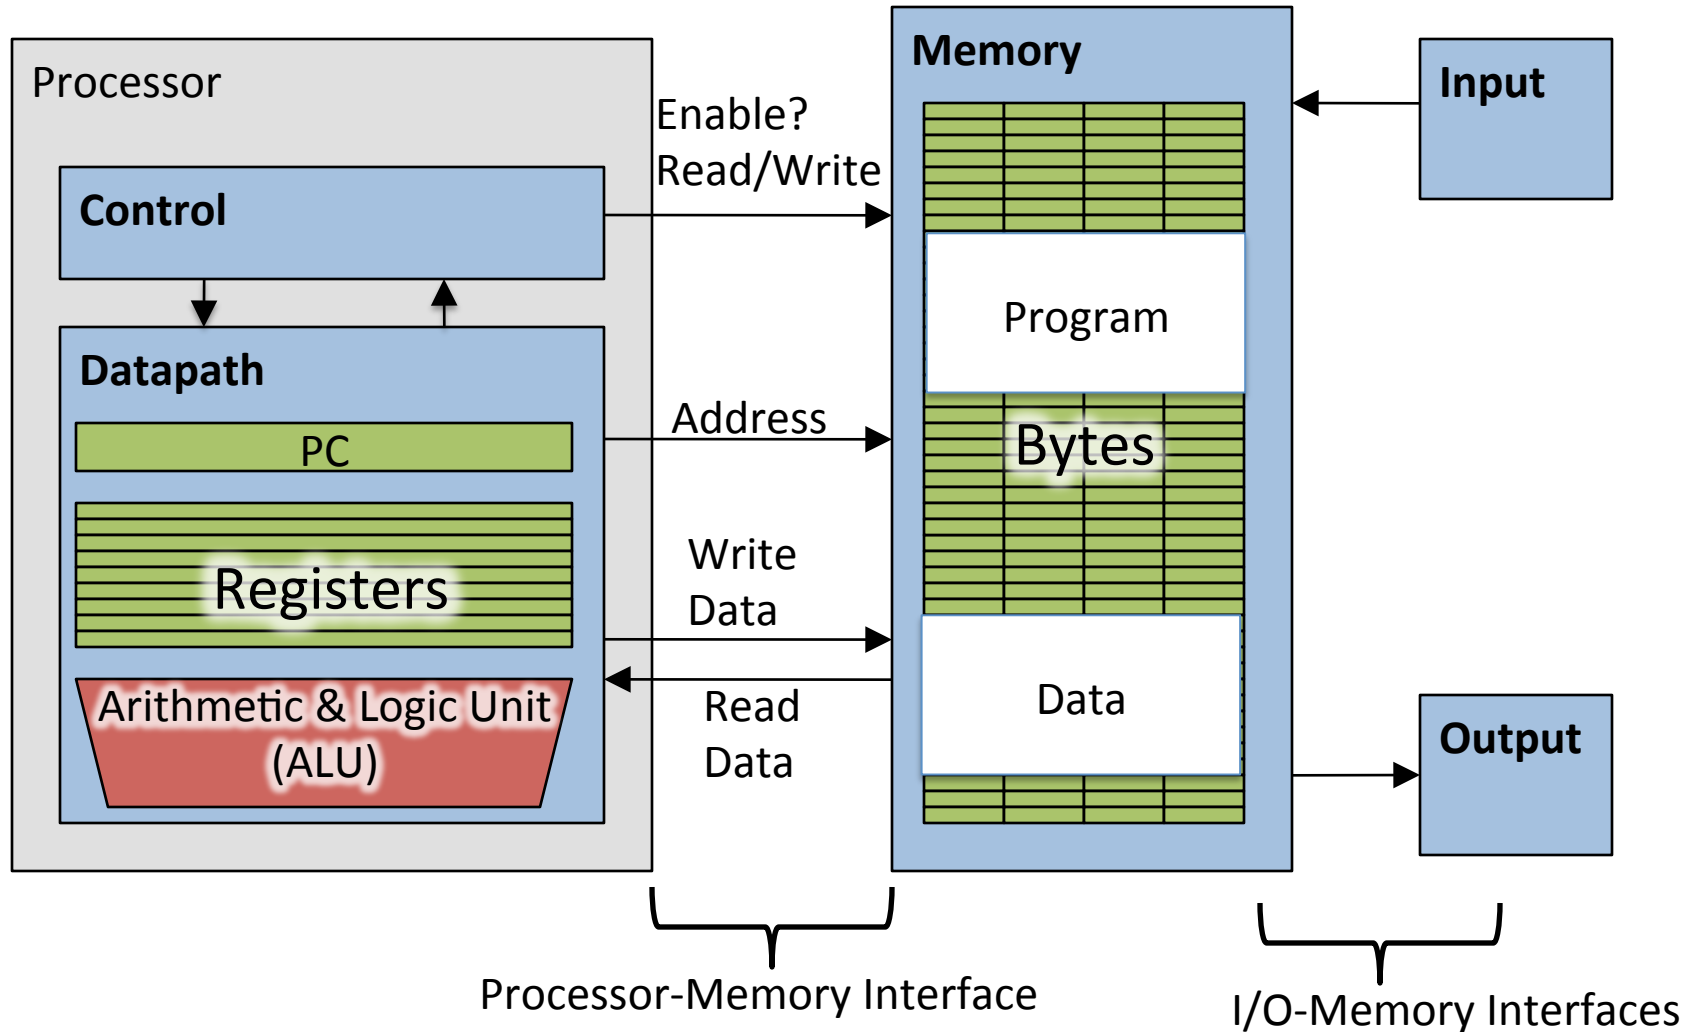 Processor
Control
Datapath
PC
Registers
Arithmetic & Logic Unit
(ALU)
Enable?
Read/Write
Address
Write
Data
Read
Data
Memory
Program
Bytes
Data
Input
Output
Processor-Memory Interface
I/O-Memory Interfaces